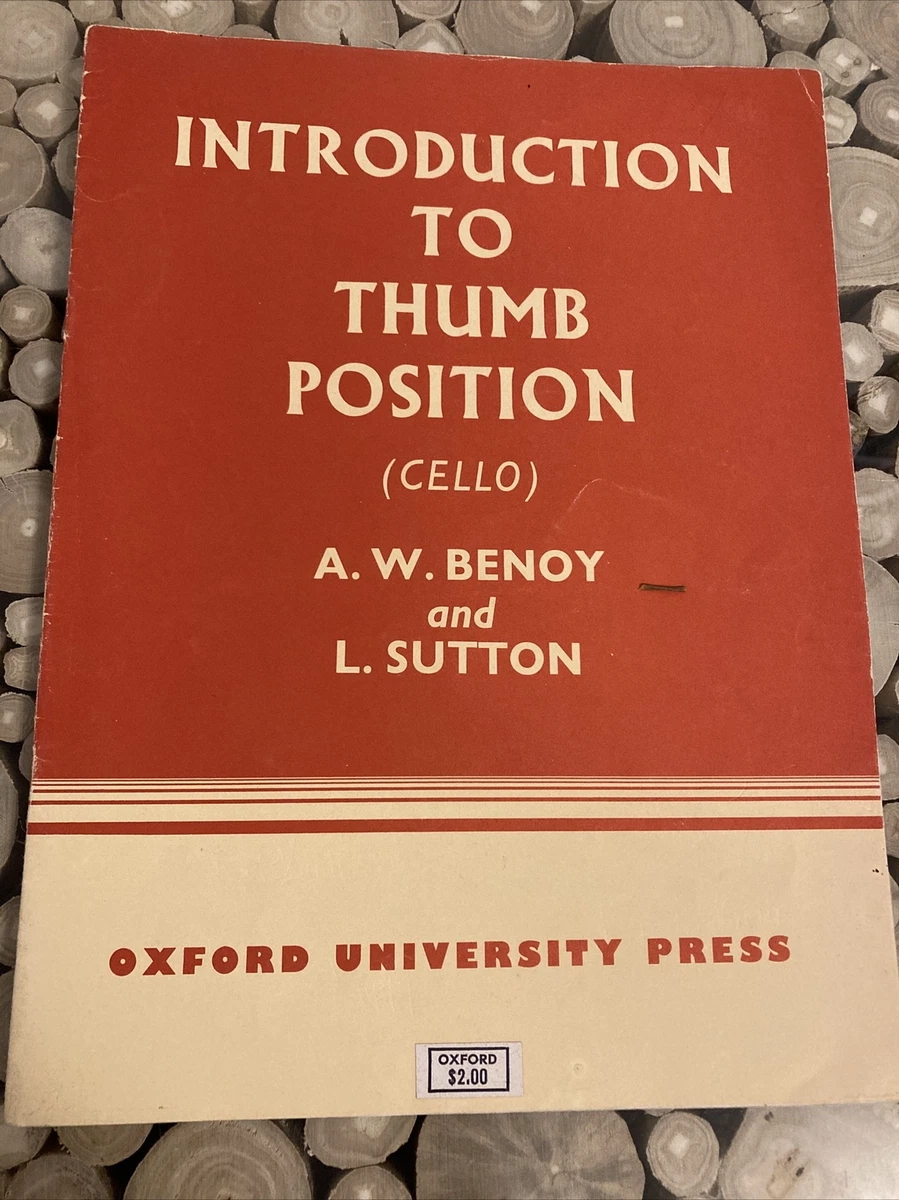 INTRODUCTION
TO
THUMB
POSITION
(CELLO)
A. W. BENOY
and
L. SUTTON
OXFORD UNIVERSITY PRESS
OXFORD
$2.00